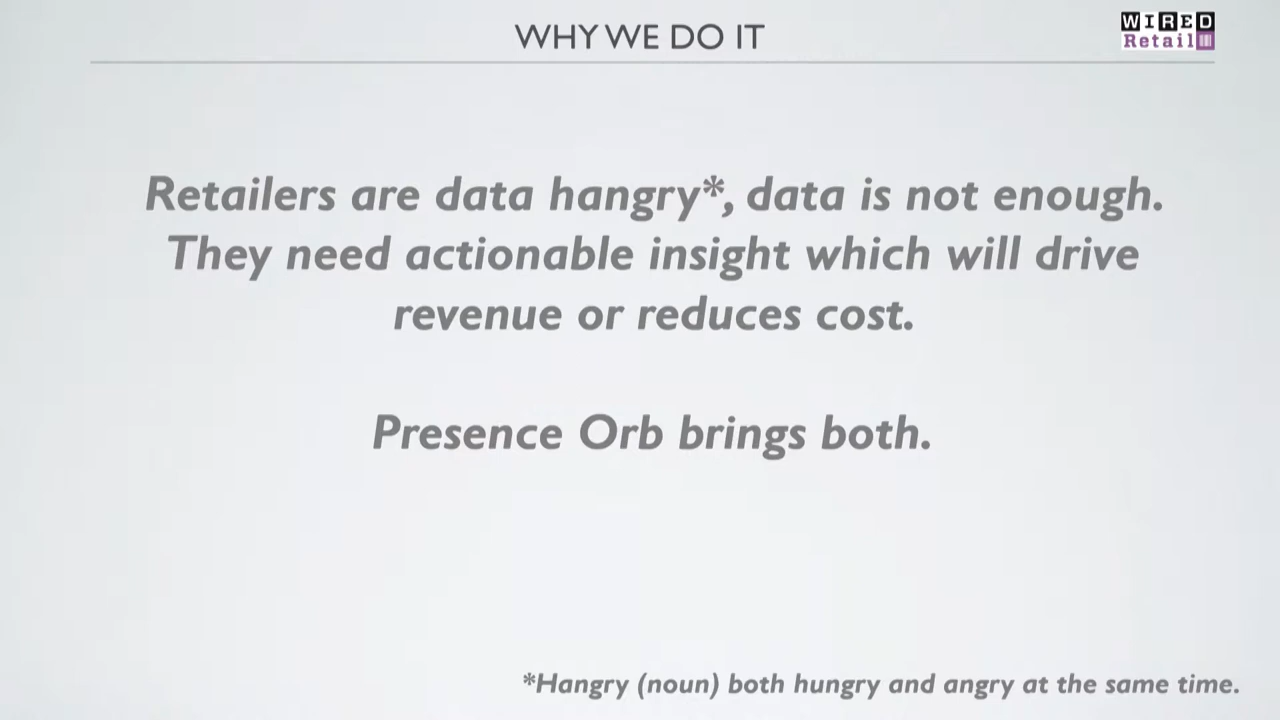 WHY WE DO IT
WIRED
Retail
Retailers are data hangry*, data is not enough.
They need actionable insight which will drive
revenue or reduces cost.
Presence Orb brings both.
*Hangry (noun) both hungry and angry at the same time.